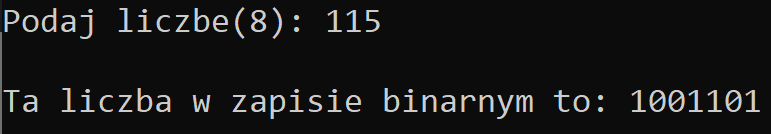 Podaj liczbe(8): 115
Ta liczba w zapisie binarnym to: 1001101